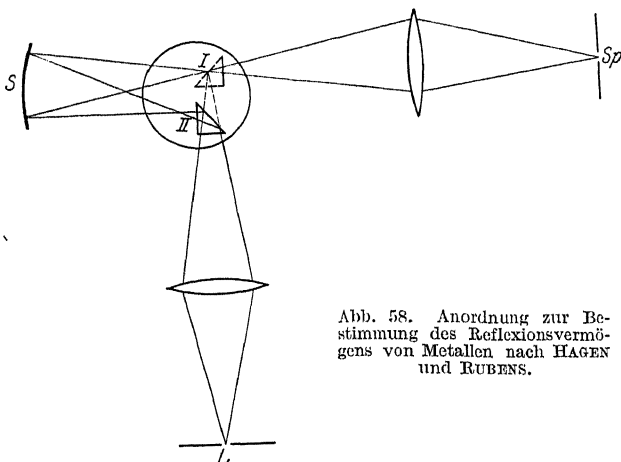 I
S
Sp
II
Abb. 58. Anordnung zur Be-
stimmung des Reflexionsvermö-
gens von Metallen nach HAGEN
und RUBENS.
L